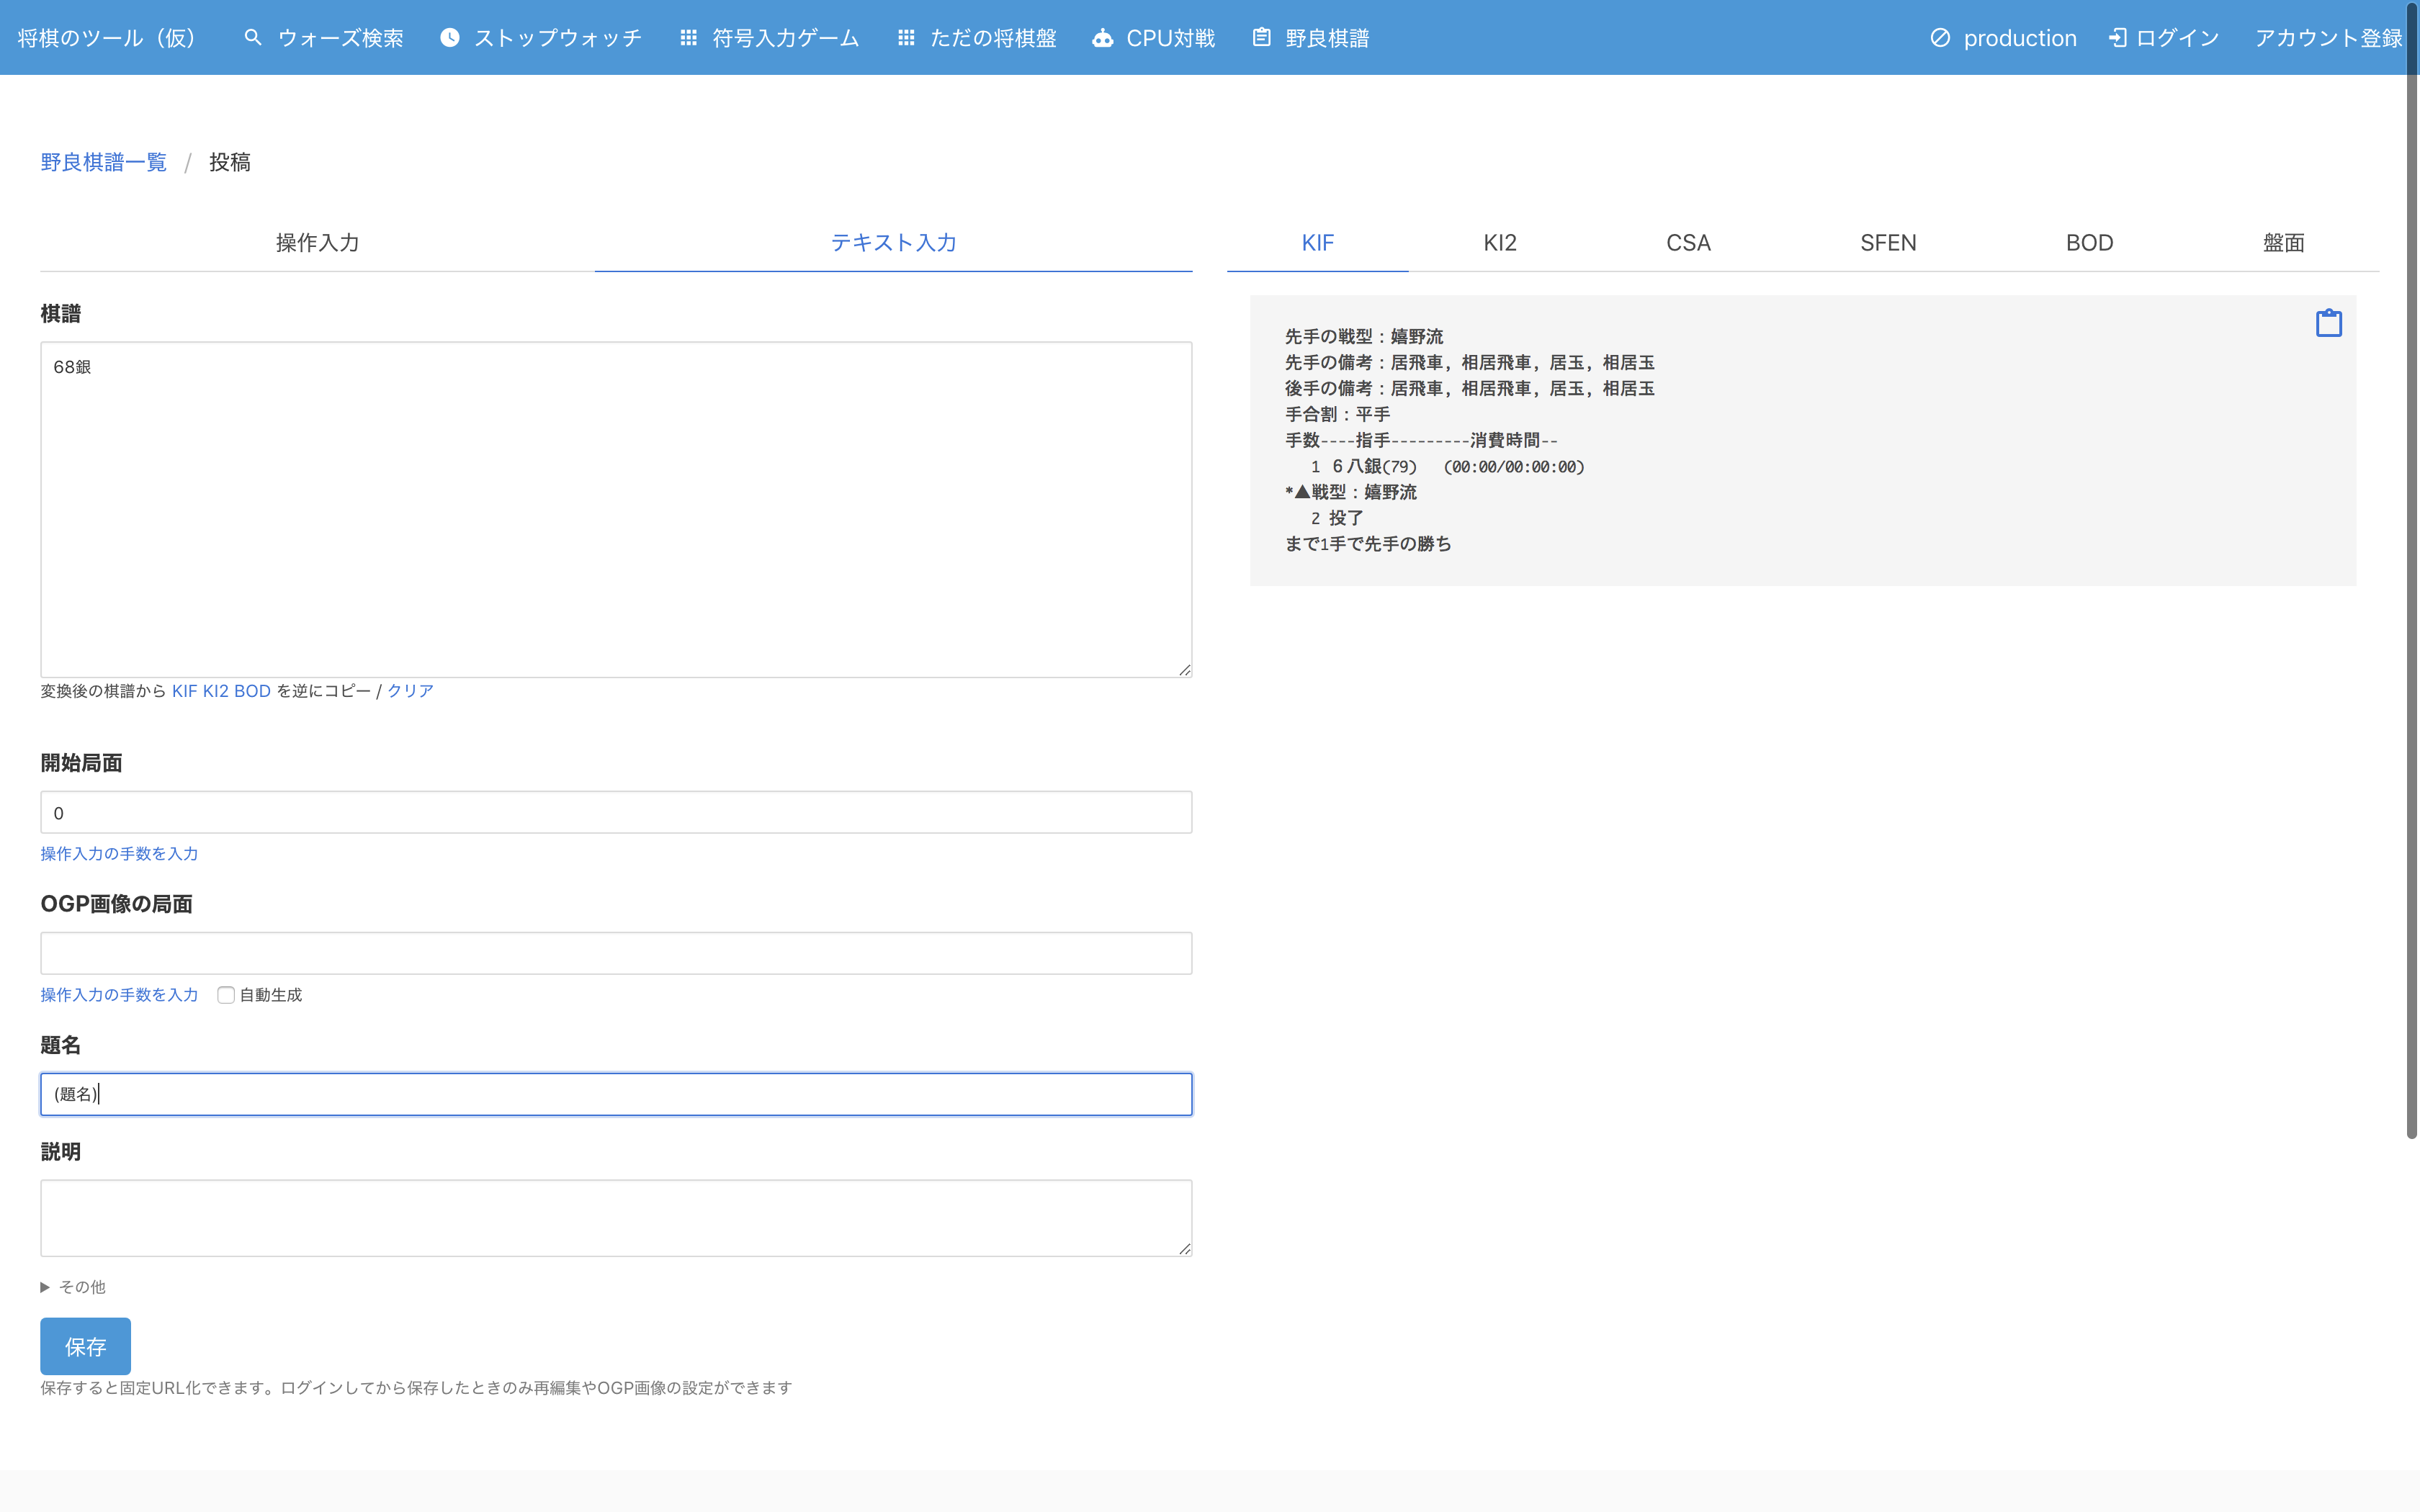 将棋のツール（仮） ウォーズ検索 ストップウォッチ 符号入力ゲーム ただの将棋盤 CPU対戦 野良棋譜 production ログイン アカウント登録
野良棋譜一覧 / 投稿
操作入力 テキスト入力
棋譜
68銀
変換後の棋譜から KIF KI2 BOD を逆にコピー / クリア
開始局面
0
操作入力の手数を入力
OGP画像の局面
操作入力の手数を入力 自動生成
題名
(題名)
説明
その他
保存
保存すると固定URL化できます。ログインしてから保存したときのみ再編集やOGP画像の設定ができます
KIF KI2 CSA SFEN BOD 盤面
先手の戦型：嬉野流
先手の備考：居飛車, 相居飛車, 居玉, 相居玉
後手の備考：居飛車, 相居飛車, 居玉, 相居玉
手合割：平手
手数----指手---------消費時間--
1 ６八銀(79) (00:00/00:00:00)
*▲戦型：嬉野流
2 投了
まで1手で先手の勝ち